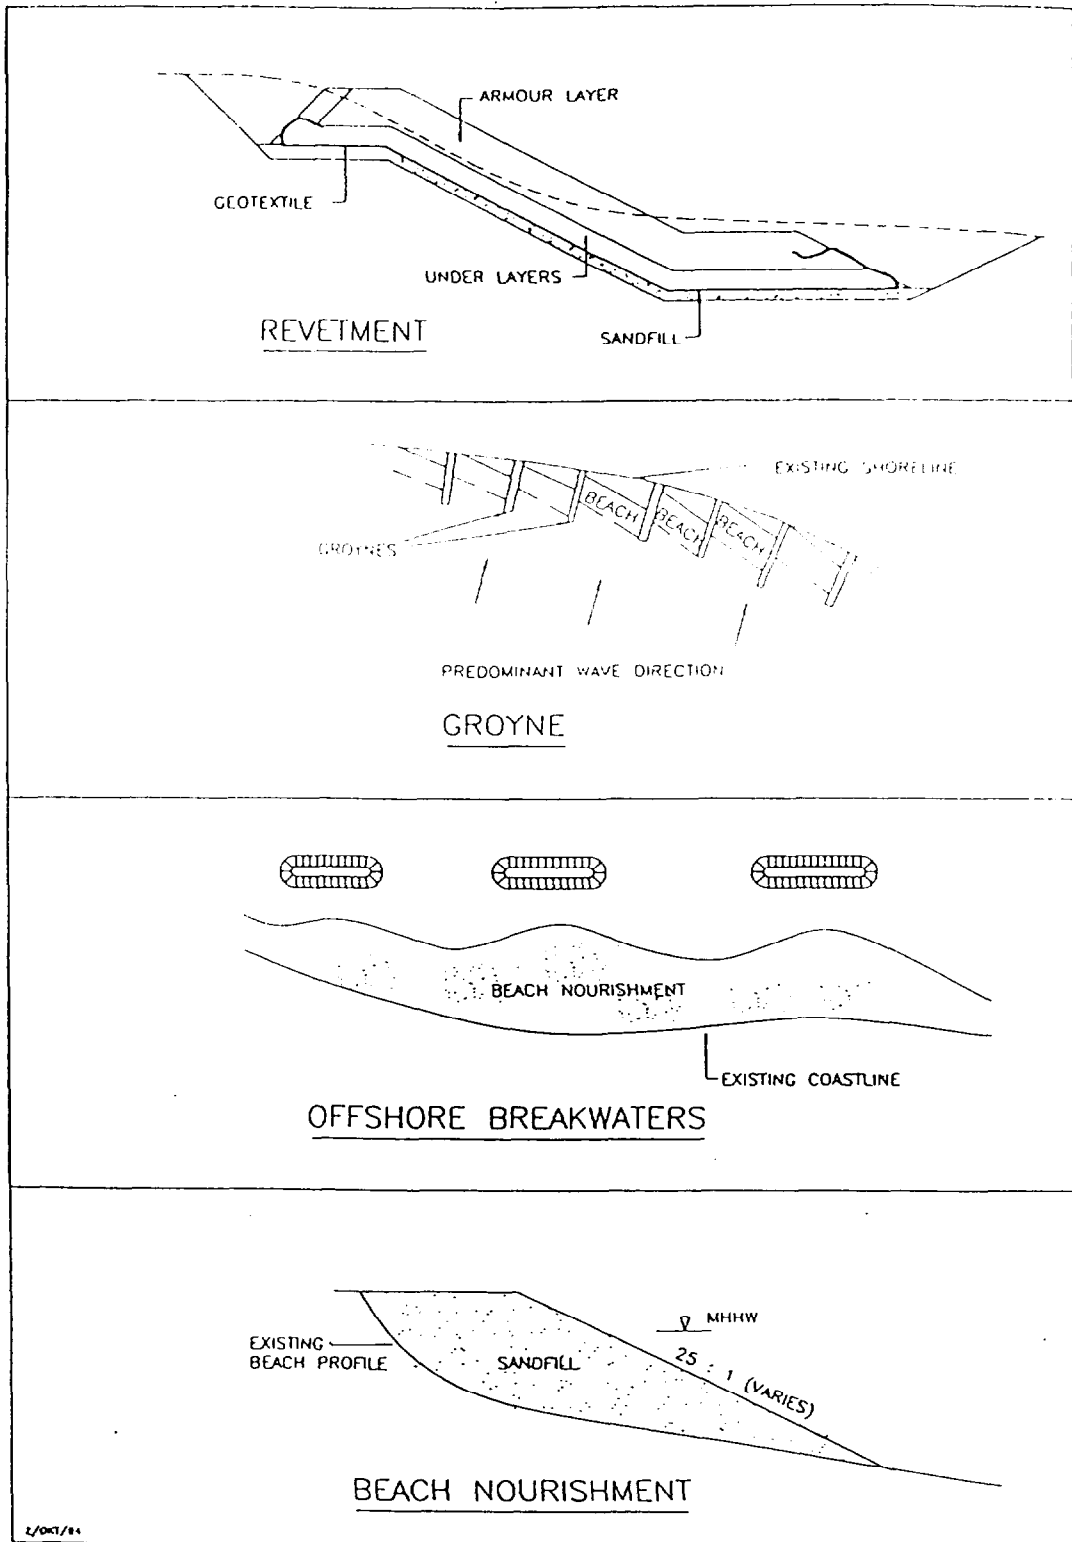 ARMOUR LAYER
GEOTEXTILE
UNDER LAYERS
SANDFILL
REVETMENT
EXISTING SHORELINE
BEACH
BEACH
BEACH
GROYNES
PREDOMINANT WAVE DIRECTION
GROYNE
BEACH NOURISHMENT
EXISTING COASTLINE
OFFSHORE BREAKWATERS
MHHW
EXISTING
BEACH PROFILE
SANDFILL
25 : 1 (VARIES)
BEACH NOURISHMENT